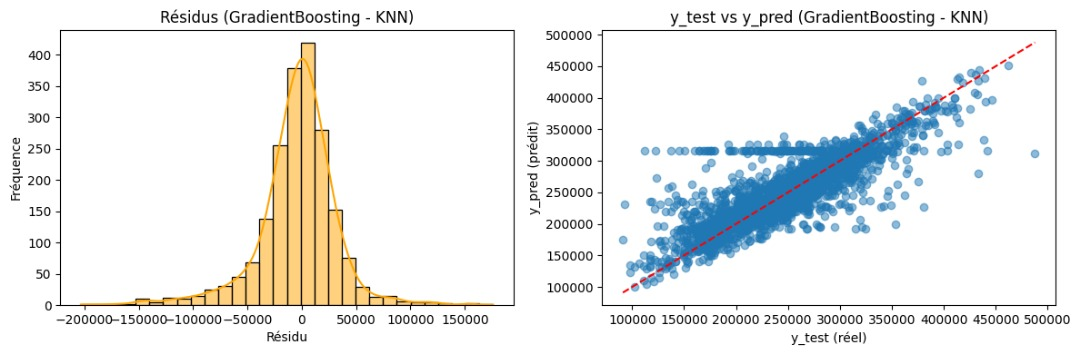 Résidus (GradientBoosting - KNN)
Fréquence
400
350
300
250
200
150
100
50
0
−200000 −150000 −100000 −50000 0 50000 100000 150000
Résidu
y_test vs y_pred (GradientBoosting - KNN)
y_pred (prédit)
500000
450000
400000
350000
300000
250000
200000
150000
100000
100000 150000 200000 250000 300000 350000 400000 450000 500000
y_test (réel)